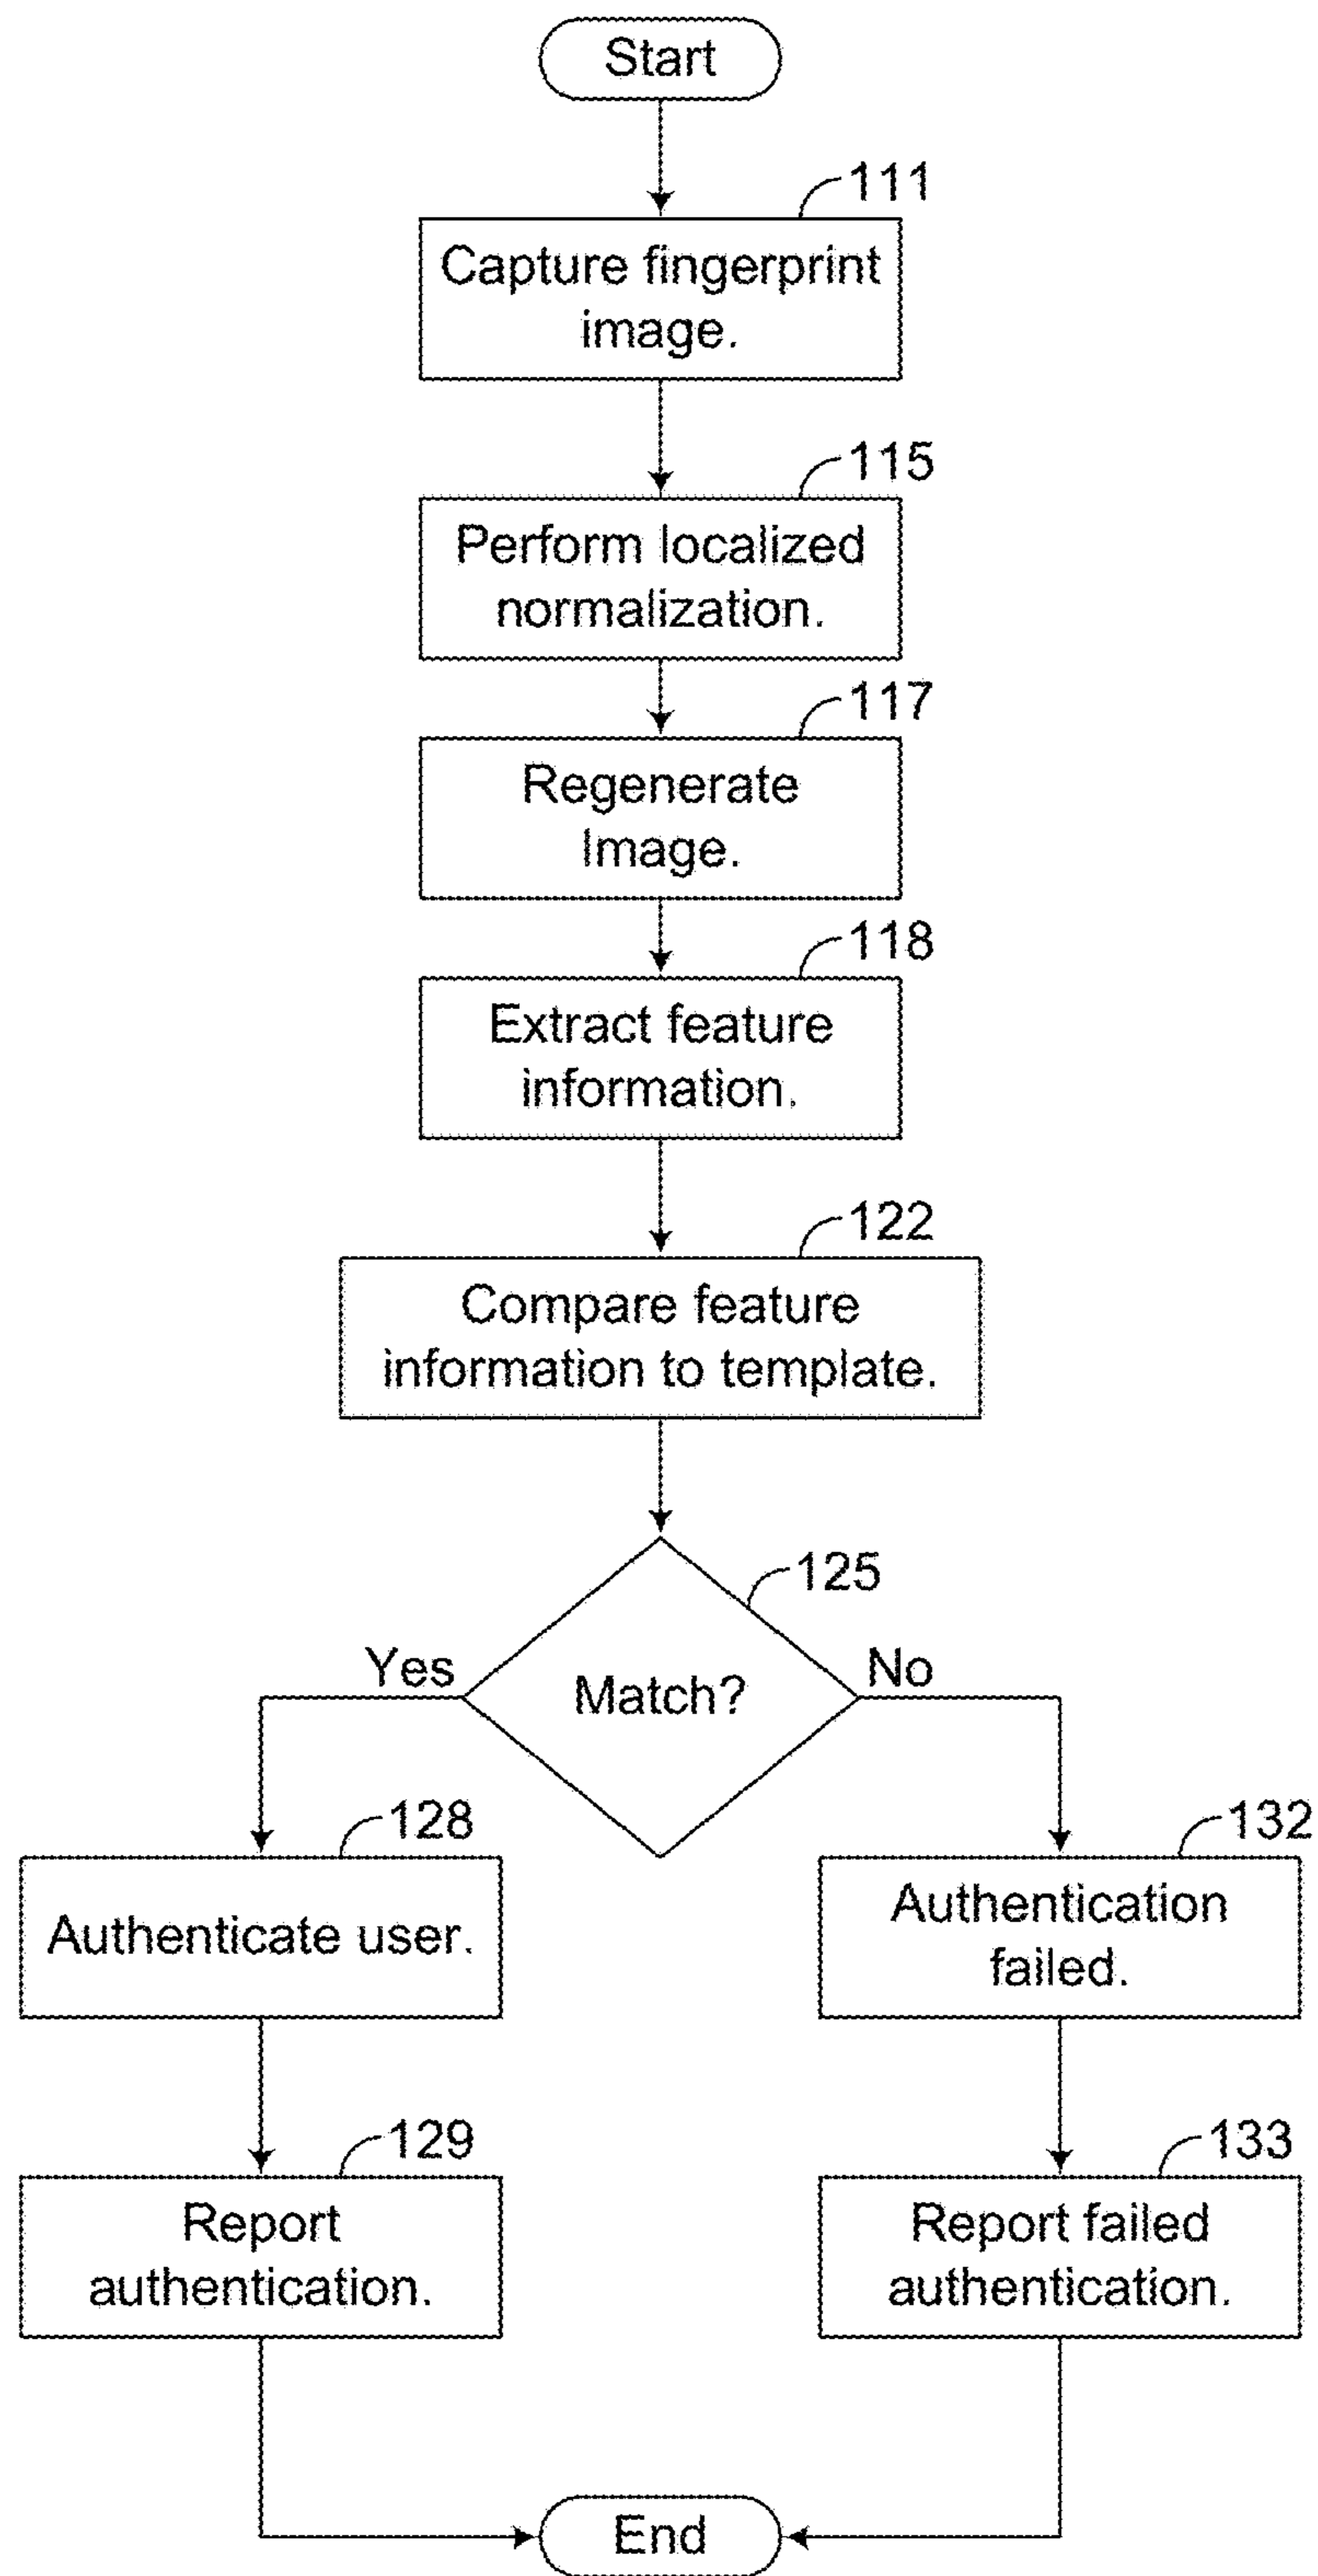 Start
111
Capture fingerprint
image.
115
Perform localized
normalization.
117
Regenerate
Image.
118
Extract feature
information.
122
Compare feature
information to template.
125
Yes
Match?
No
128
Authenticate user.
132
Authentication
failed.
129
Report
authentication.
133
Report failed
authentication.
End